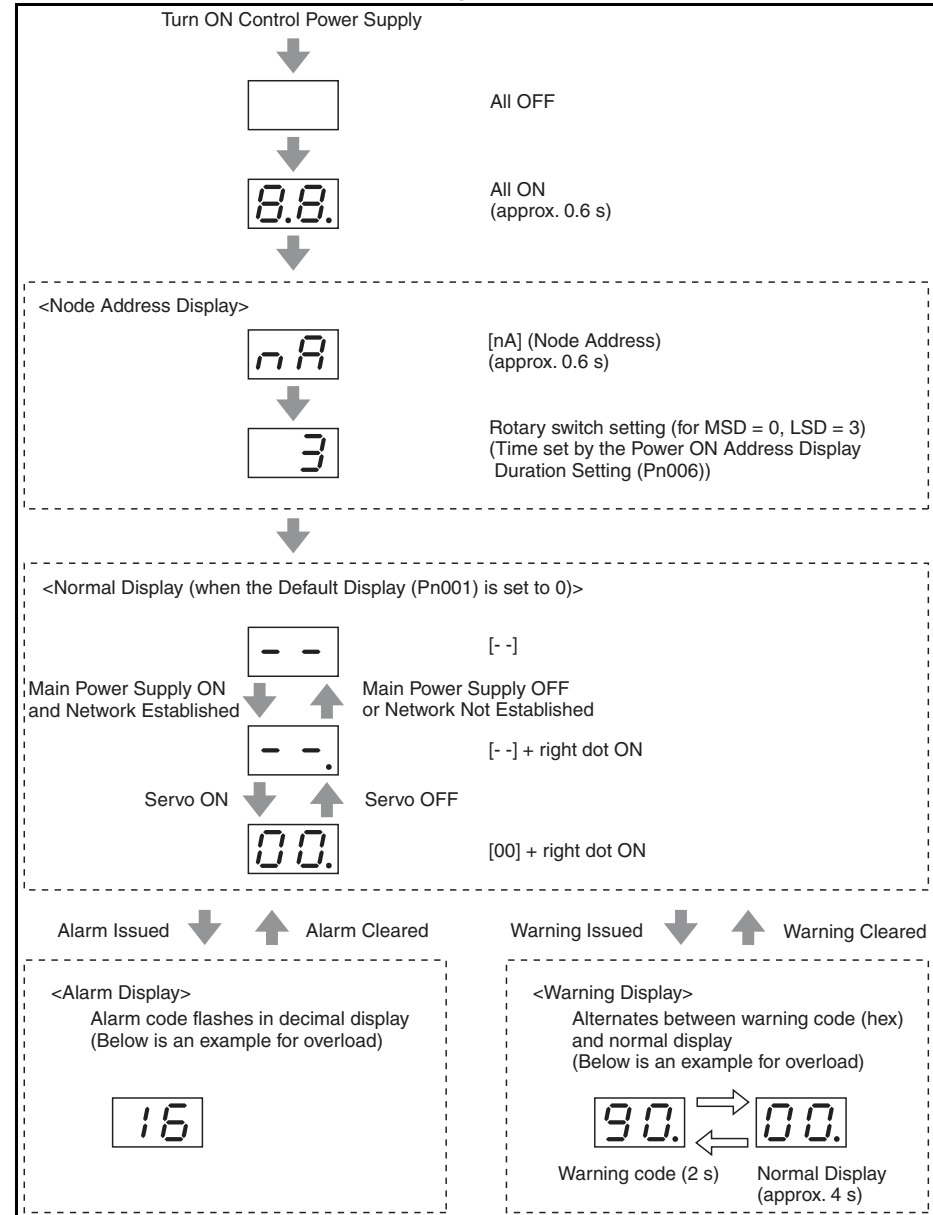 Turn ON Control Power Supply
All OFF
8.8.
All ON
(approx. 0.6 s)
<Node Address Display>
nA
[nA] (Node Address)
(approx. 0.6 s)
3
Rotary switch setting (for MSD = 0, LSD = 3)
(Time set by the Power ON Address Display
Duration Setting (Pn006))
<Normal Display (when the Default Display (Pn001) is set to 0)>
- -
[- -]
Main Power Supply ON
and Network Established
Main Power Supply OFF
or Network Not Established
- -.
[- -] + right dot ON
Servo ON
Servo OFF
00.
[00] + right dot ON
Alarm Issued
Alarm Cleared
Warning Issued
Warning Cleared
<Alarm Display>
Alarm code flashes in decimal display
(Below is an example for overload)
16
<Warning Display>
Alternates between warning code (hex)
and normal display
(Below is an example for overload)
90.
00.
Warning code (2 s)
Normal Display
(approx. 4 s)